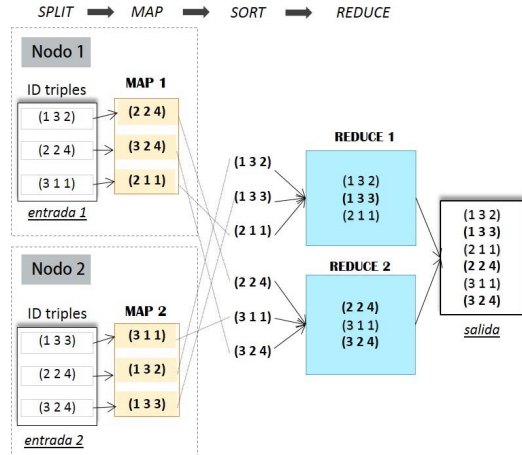 SPLIT MAP SORT REDUCE
Nodo 1
ID triples
(1 3 2)
(2 2 4)
(3 1 1)
entrada 1
MAP 1
(2 2 4)
(3 2 4)
(2 1 1)
Nodo 2
ID triples
(1 3 3)
(2 2 4)
(3 2 4)
entrada 2
MAP 2
(3 1 1)
(1 3 2)
(1 3 3)
(1 3 2)
(1 3 3)
(2 1 1)
(2 2 4)
(3 1 1)
(3 2 4)
REDUCE 1
(1 3 2)
(1 3 3)
(2 1 1)
REDUCE 2
(2 2 4)
(3 1 1)
(3 2 4)
(1 3 2)
(1 3 3)
(2 1 1)
(2 2 4)
(3 1 1)
(3 2 4)
salida